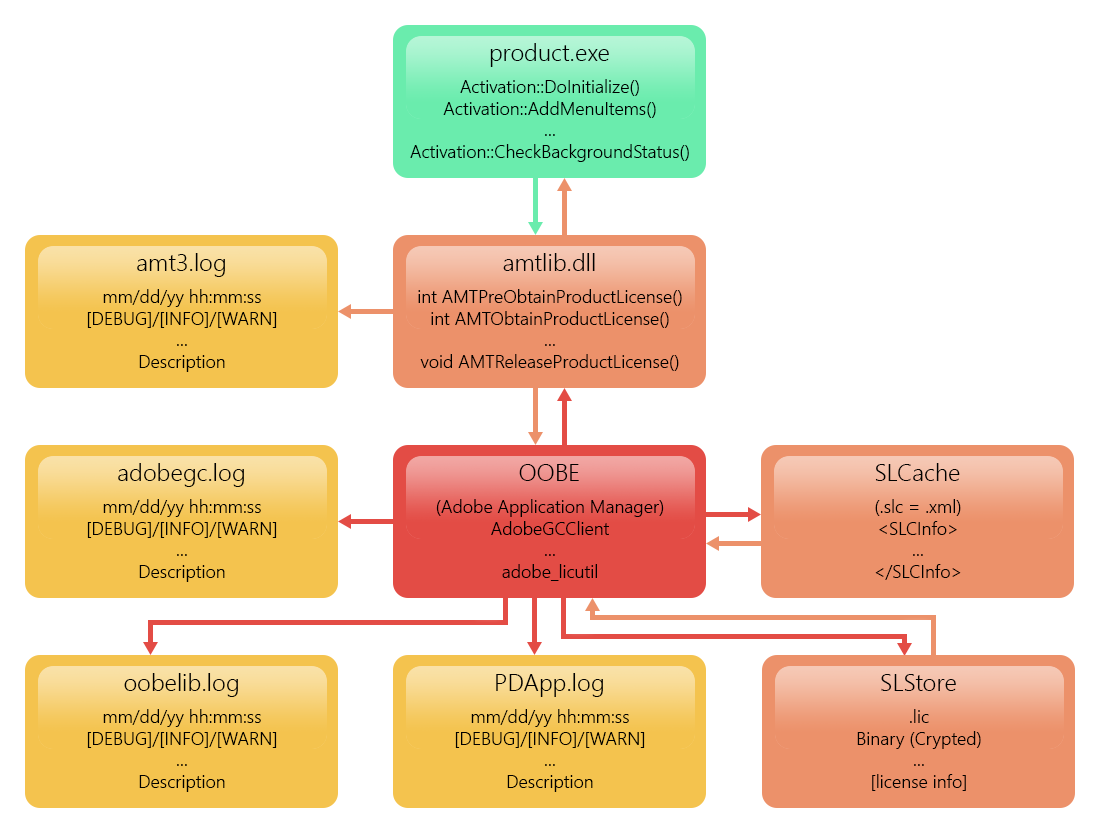 product.exe
Activation::DoInitialize()
Activation::AddMenuItems()
...
Activation::CheckBackgroundStatus()
amt3.log
mm/dd/yy hh:mm:ss
[DEBUG]/[INFO]/[WARN]
...
Description
amtlib.dll
int AMTPreObtainProductLicense()
int AMTObtainProductLicense()
...
void AMTReleaseProductLicense()
adobegc.log
mm/dd/yy hh:mm:ss
[DEBUG]/[INFO]/[WARN]
...
Description
OOBE
(Adobe Application Manager)
AdobeGCClient
...
adobe_licutil
SLCache
(.slc = .xml)
<SLCInfo>
...
</SLCInfo>
oobelib.log
mm/dd/yy hh:mm:ss
[DEBUG]/[INFO]/[WARN]
...
Description
PDApp.log
mm/dd/yy hh:mm:ss
[DEBUG]/[INFO]/[WARN]
...
Description
SLStore
.lic
Binary (Crypted)
...
[license info]